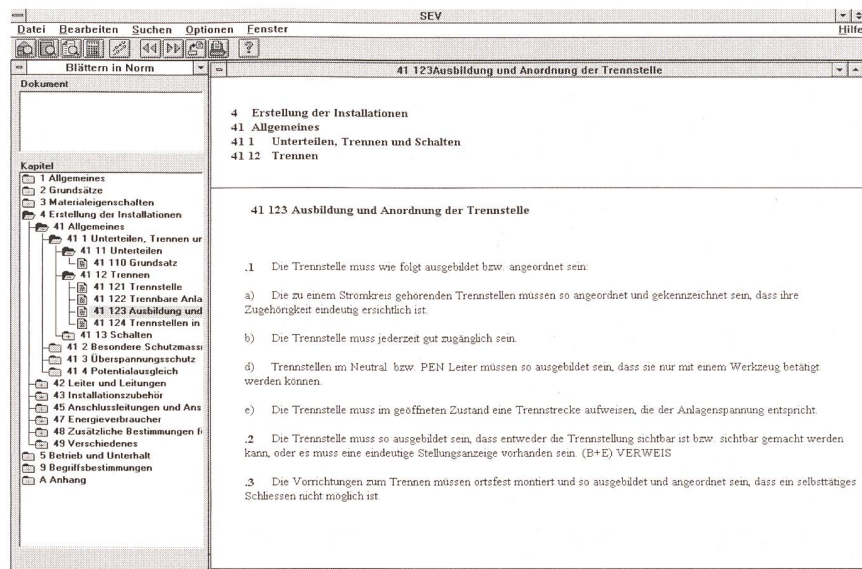 SEV
Datei Bearbeiten Suchen Optionen Fenster Hilfe
?
Blättern in Norm
Dokument
Kapitel
1 Allgemeines
2 Grundsätze
3 Materialeigenschaften
4 Erstellung der Installationen
41 Allgemeines
41 1 Unterteilen, Trennen ur
41 11 Unterteilen
41 110 Grundsatz
41 12 Trennen
41 121 Trennstelle
41 122 Trennbare Anla
41 123 Ausbildung und
41 124 Trennstellen in
41 13 Schalten
41 2 Besondere Schutzmassı
41 3 Überspannungsschutz
41 4 Potentialausgleich
42 Leiter und Leitungen
43 Installationszubehör
45 Anschlussleitungen und Ans
47 Energieverbraucher
48 Zusätzliche Bestimmungen fi
49 Verschiedenes
5 Betrieb und Unterhalt
9 Begriffsbestimmungen
A Anhang
41 123Ausbildung und Anordnung der Trennstelle
4 Erstellung der Installationen
41 Allgemeines
41 1 Unterteilen, Trennen und Schalten
41 12 Trennen
41 123 Ausbildung und Anordnung der Trennstelle
.1 Die Trennstelle muss wie folgt ausgebildet bzw. angeordnet sein:
a) Die zu einem Stromkreis gehörenden Trennstellen müssen so angeordnet und gekennzeichnet sein, dass ihre
Zugehörigkeit eindeutig ersichtlich ist.
b) Die Trennstelle muss jederzeit gut zugänglich sein.
d) Trennstellen im Neutral bzw. PEN Leiter müssen so ausgebildet sein, dass sie nur mit einem Werkzeug betätigt
werden können.
e) Die Trennstelle muss im geöffneten Zustand eine Trennstrecke aufweisen, die der Anlagenspannung entspricht.
.2 Die Trennstelle muss so ausgebildet sein, dass entweder die Trennstellung sichtbar ist bzw. sichtbar gemacht werden
kann, oder es muss eine eindeutige Stellungsanzeige vorhanden sein. (B+E) VERWEIS
.3 Die Vorrichtungen zum Trennen müssen ortsfest montiert und so ausgebildet und angeordnet sein, dass ein selbsttätiges
Schliessen nicht möglich ist.